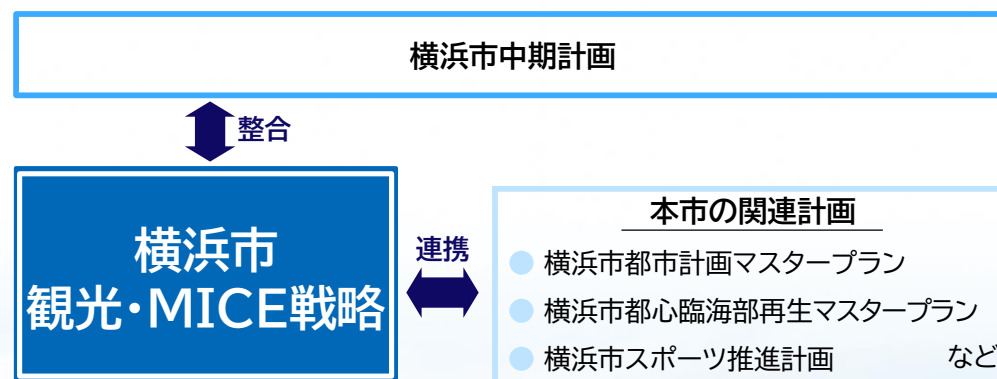 横浜市中期計画
整合
横浜市
観光・MICE戦略
連携
本市の関連計画
横浜市都市計画マスタープラン
横浜市都心臨海部再生マスタープラン
横浜市スポーツ推進計画 など